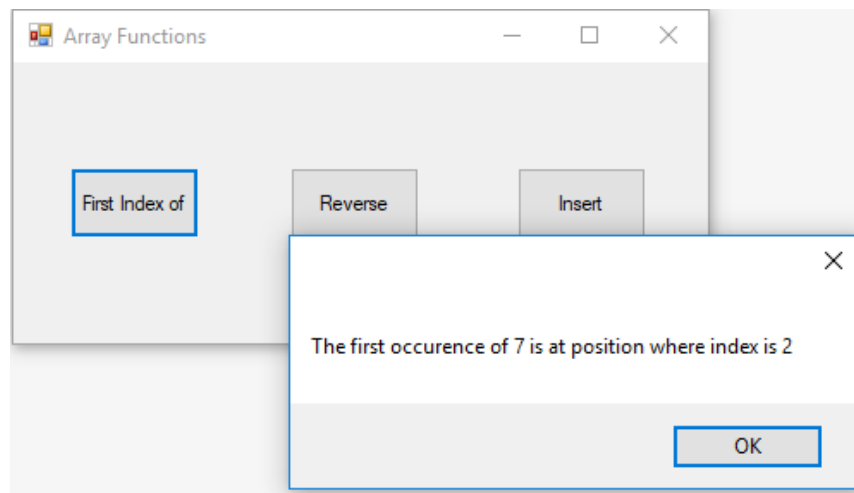 Array Functions
First Index of
Reverse
Insert
The first occurence of 7 is at position where index is 2
OK